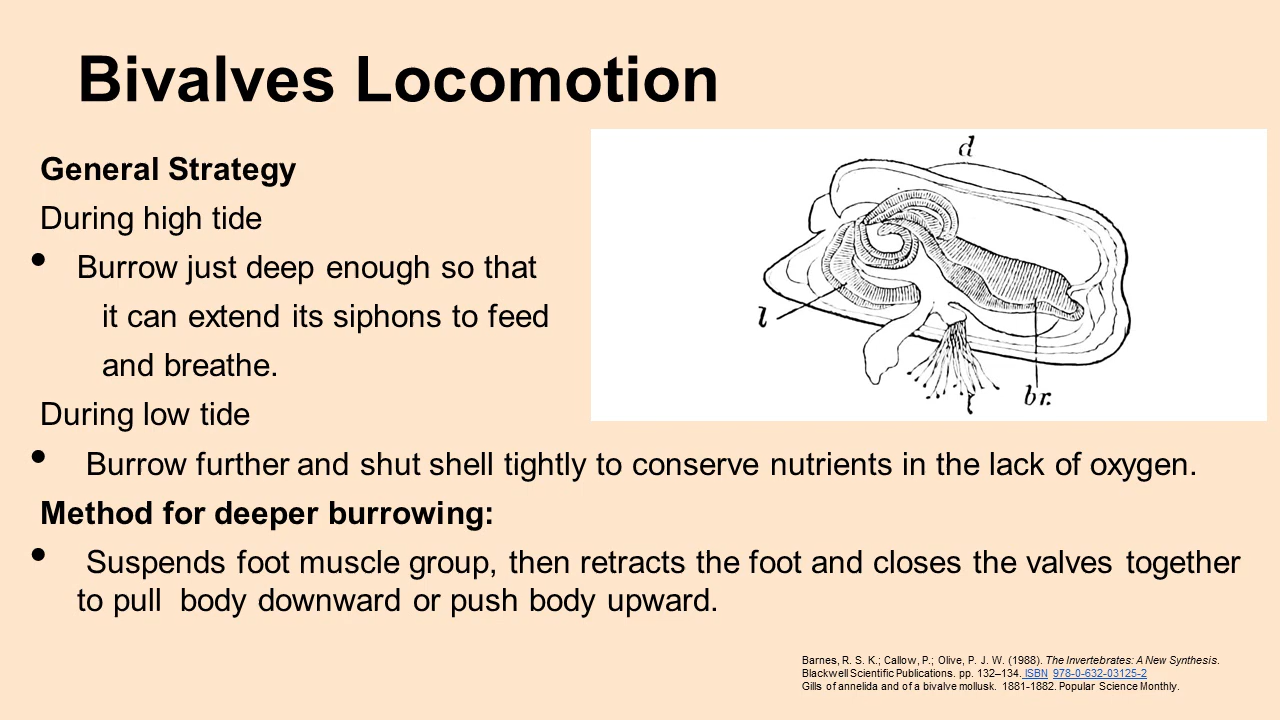 Bivalves Locomotion
General Strategy
During high tide
• Burrow just deep enough so that
it can extend its siphons to feed
and breathe.
During low tide
• Burrow further and shut shell tightly to conserve nutrients in the lack of oxygen.
Method for deeper burrowing:
• Suspends foot muscle group, then retracts the foot and closes the valves together
to pull body downward or push body upward.
d
l
t
br.
Barnes, R. S. K.; Callow, P.; Olive, P. J. W. (1988). The Invertebrates: A New Synthesis.
Blackwell Scientific Publications. pp. 132–134. ISBN 978-0-632-03125-2
Gills of annelida and of a bivalve mollusk. 1881-1882. Popular Science Monthly.